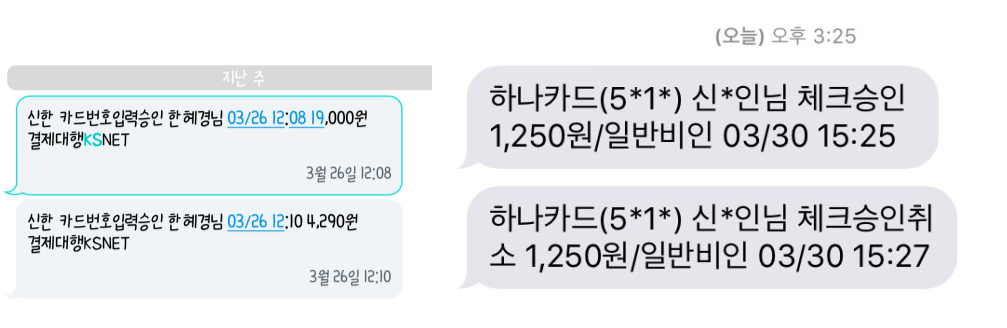 지난 주
신한 카드번호입력승인 한혜경님 03/26 12:08 19,000원
결제대행KSNET
3월 26일 12:08
신한 카드번호입력승인 한혜경님 03/26 12:10 4,290원
결제대행KSNET
3월 26일 12:10
(오늘) 오후 3:25
하나카드(5*1*) 신*인님 체크승인
1,250원/일반비인 03/30 15:25
하나카드(5*1*) 신*인님 체크승인취
소 1,250원/일반비인 03/30 15:27